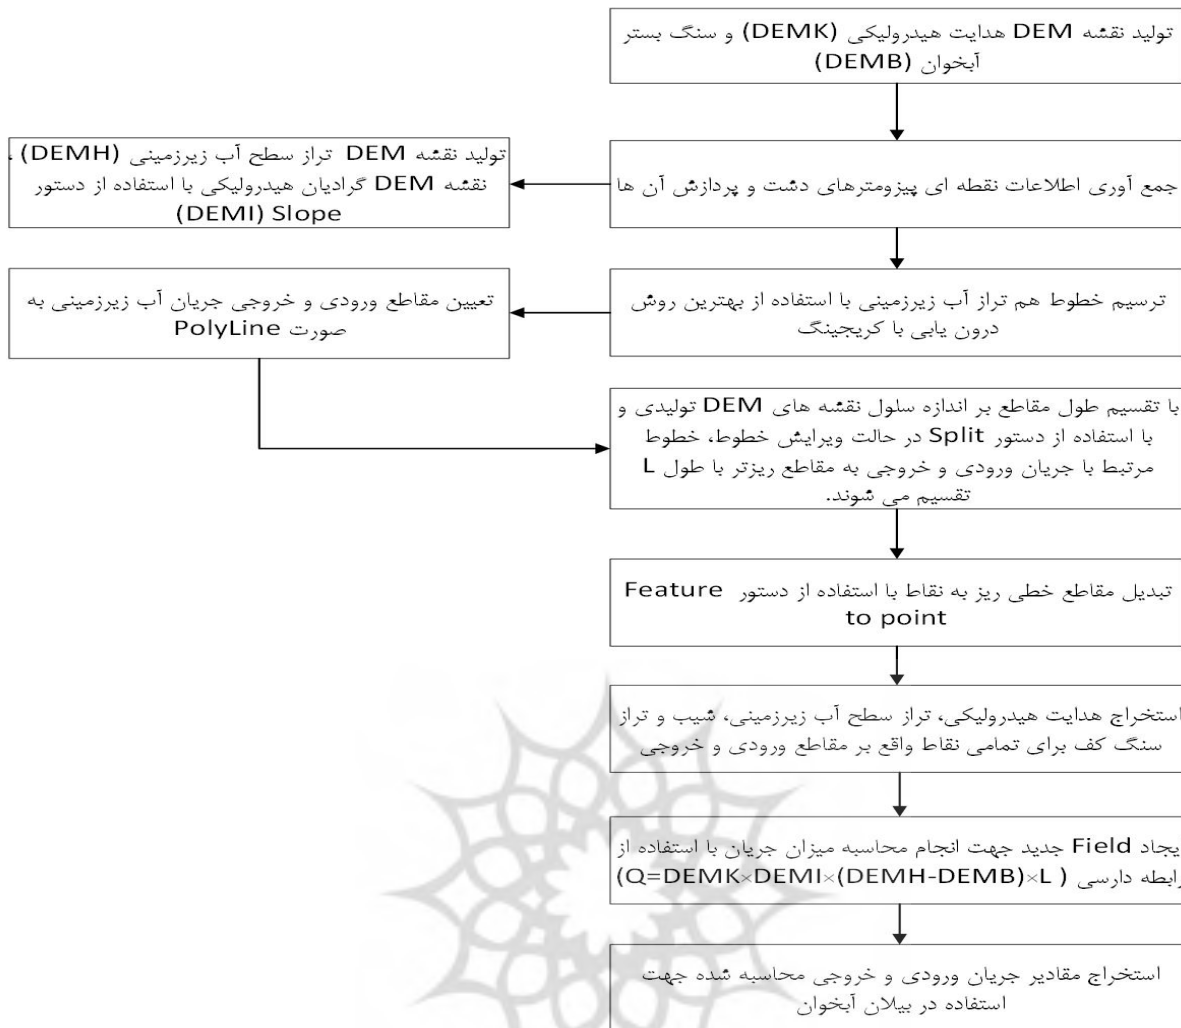 تولید نقشه DEM هدایت هیدرولیکی (DEMK) و سنگ بستر
آبخوان (DEMB)
جمع آوری اطلاعات نقطه ای پیزومترهای دشت و پردازش آن ها
تولید نقشه DEM تراز سطح آب زیرزمینی (DEMH) ،
نقشه DEM گرادیان هیدرولیکی با استفاده از دستور
Slope (DEMI)
ترسیم خطوط هم تراز آب زیرزمینی با استفاده از بهترین روش
درون یابی با کریجینگ
تعیین مقاطع ورودی و خروجی جریان آب زیرزمینی به
صورت PolyLine
با تقسیم طول مقاطع بر اندازه سلول نقشه های DEM تولیدی و
با استفاده از دستور Split در حالت ویرایش خطوط، خطوط
مرتبط با جریان ورودی و خروجی به مقاطع ریزتر با طول L
تقسیم می شوند.
تبدیل مقاطع خطی ریز به نقاط با استفاده از دستور Feature
to point
استخراج هدایت هیدرولیکی، تراز سطح آب زیرزمینی، شیب و تراز
سنگ کف برای تمامی نقاط واقع بر مقاطع ورودی و خروجی
ایجاد Field جدید جهت انجام محاسبه میزان جریان با استفاده از
رابطه دارسی (Q=DEMK×DEMI×(DEMH-DEMB)×L )
استخراج مقادیر جریان ورودی و خروجی محاسبه شده جهت
استفاده در بیلان آبخوان